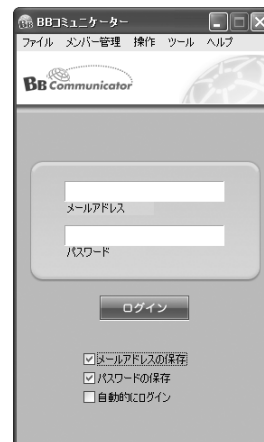 BBコミュニケーター
ファイル メンバー管理 操作 ツール ヘルプ
BB Communicator
メールアドレス
パスワード
ログイン
メールアドレスの保存
パスワードの保存
自動的にログイン